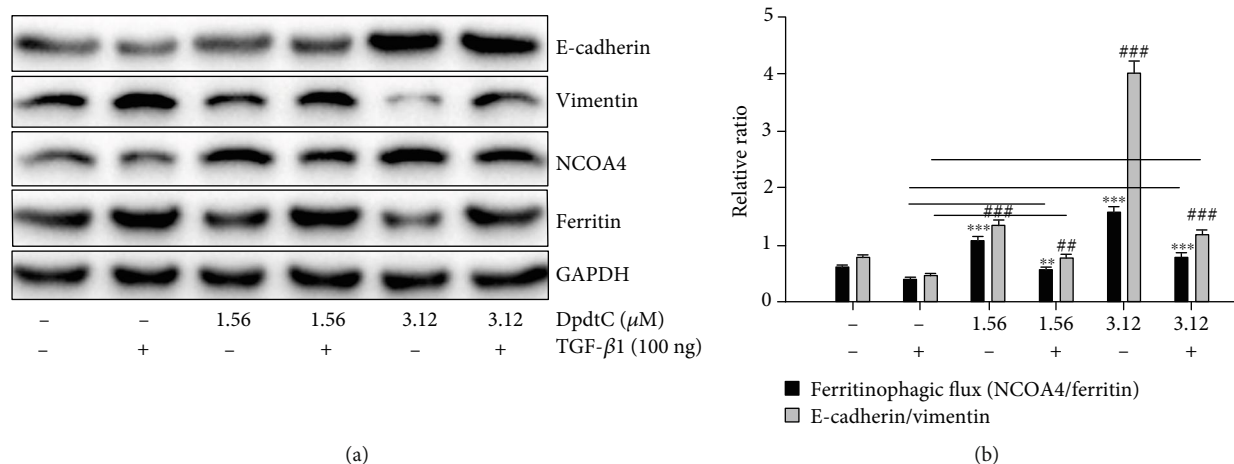 E-cadherin
Vimentin
NCOA4
Ferritin
GAPDH
– – 1.56 1.56 3.12 3.12 DpdtC (μM)
– + – + – + TGF-β1 (100 ng)
(a)
Relative ratio
5
4
3
2
1
0
***
###
**
##
***
###
***
###
– – 1.56 1.56 3.12 3.12
– + – + – +
Ferritinophagic flux (NCOA4/ferritin)
E-cadherin/vimentin
(b)